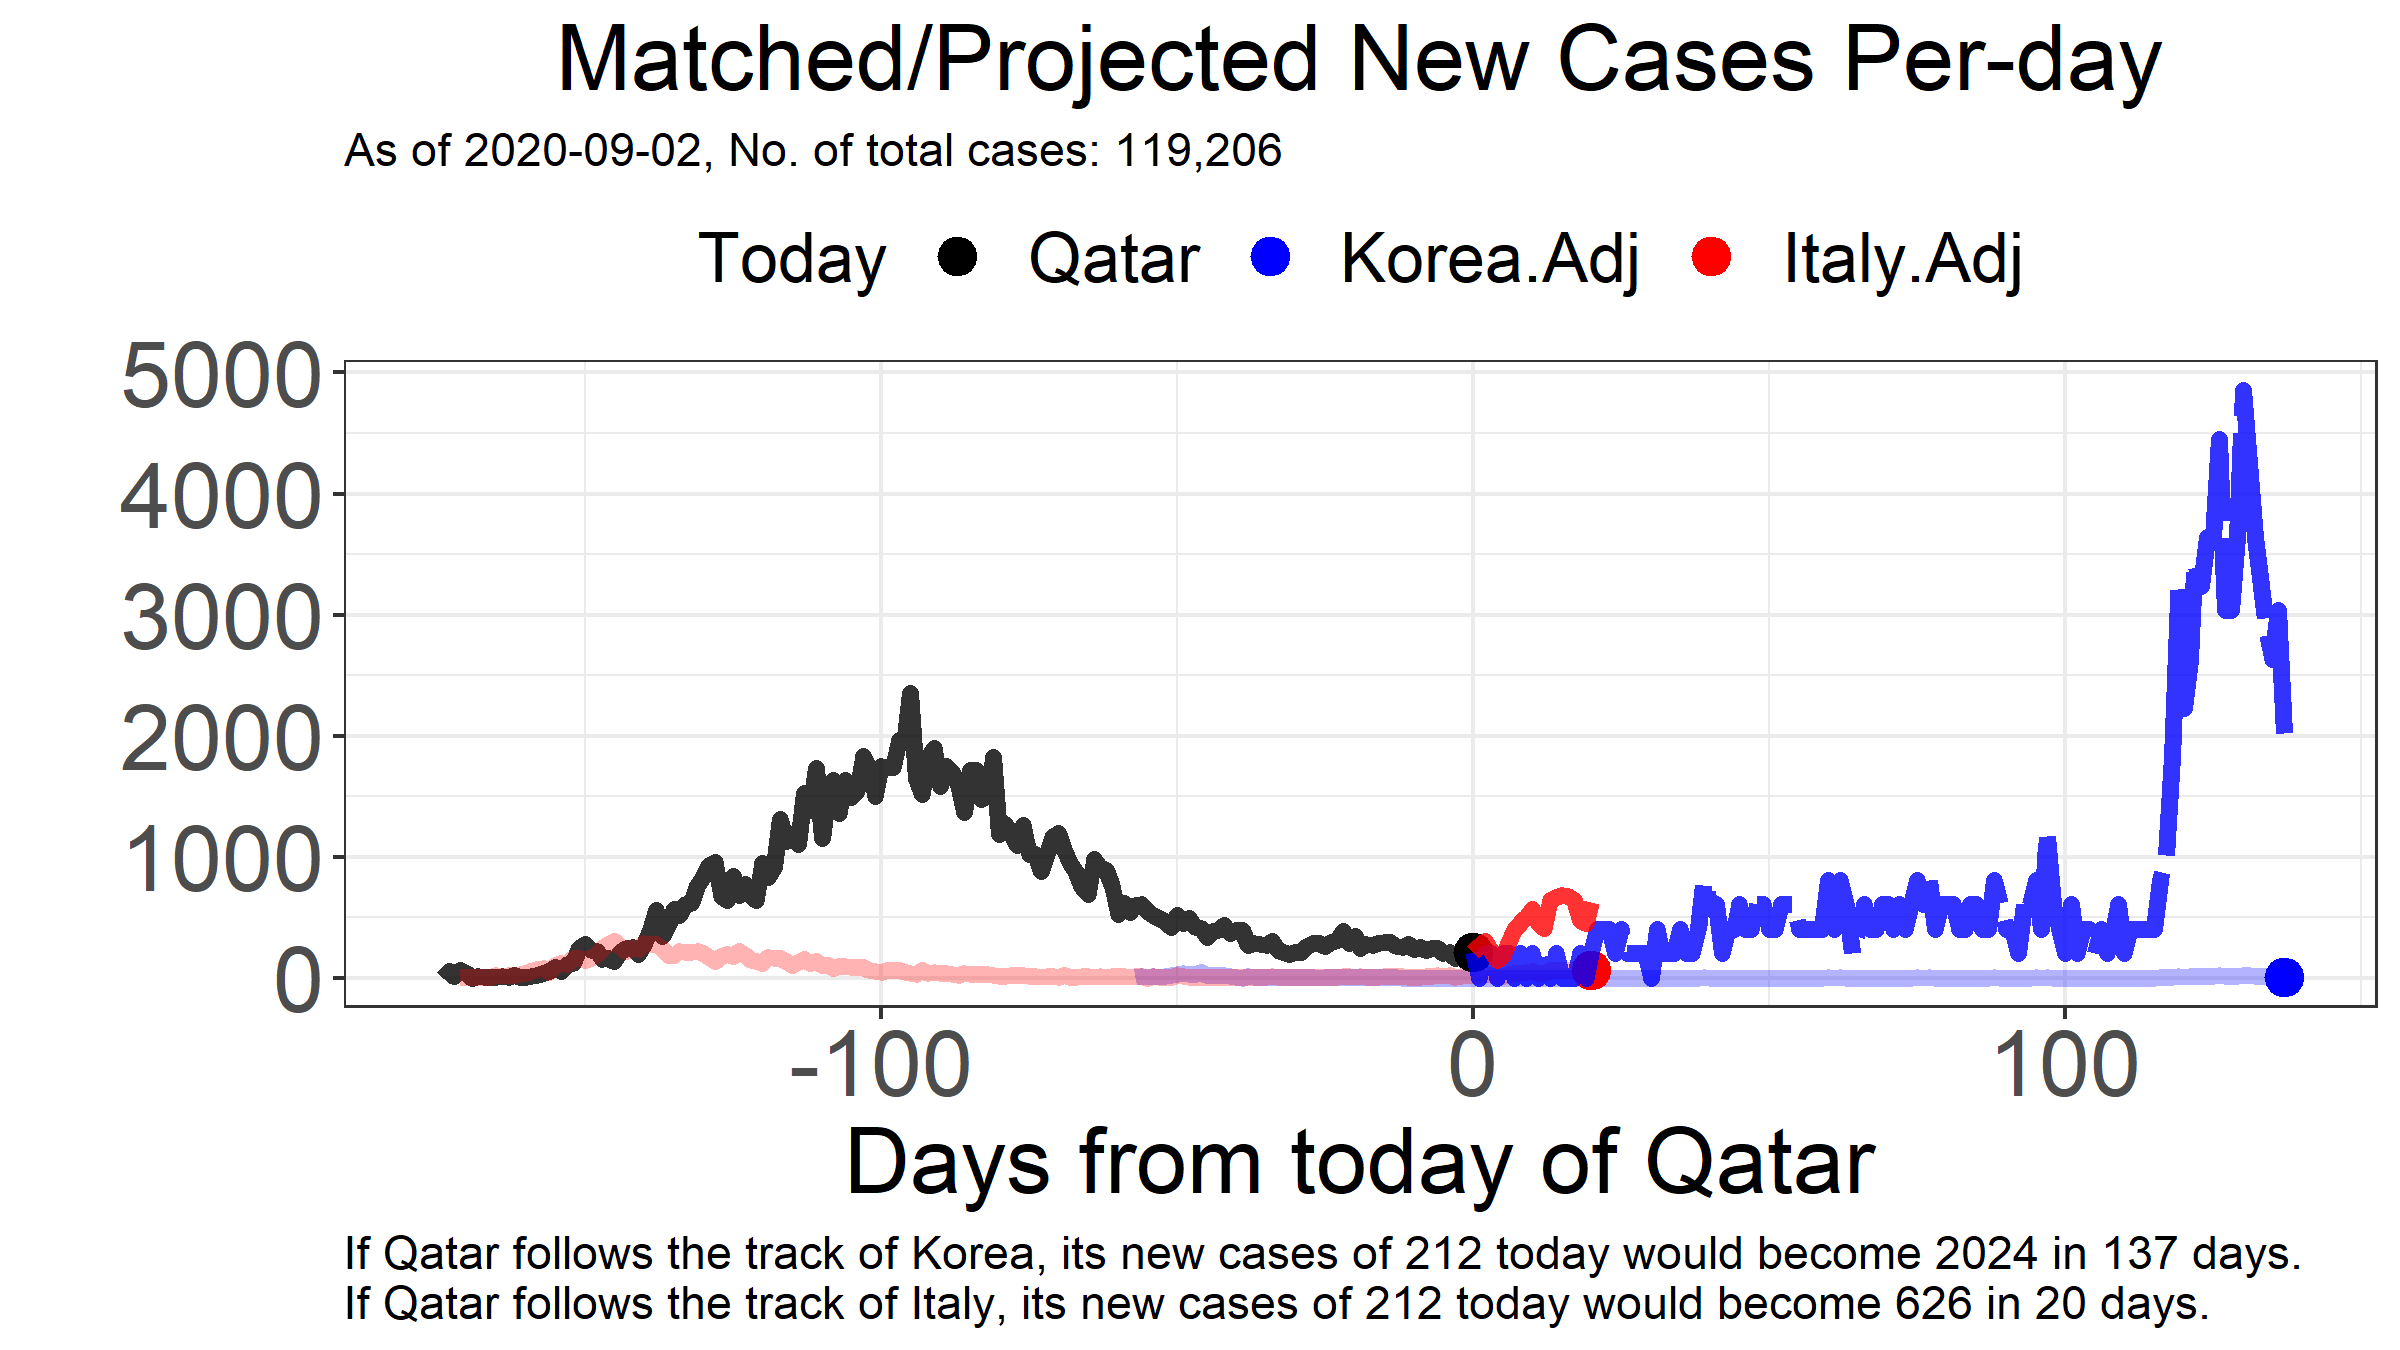 Matched/Projected New Cases Per-day
As of 2020-09-02, No. of total cases: 119,206
Today Qatar Korea.Adj Italy.Adj
5000
4000
3000
2000
1000
0
-100 0 100
Days from today of Qatar
If Qatar follows the track of Korea, its new cases of 212 today would become 2024 in 137 days.
If Qatar follows the track of Italy, its new cases of 212 today would become 626 in 20 days.